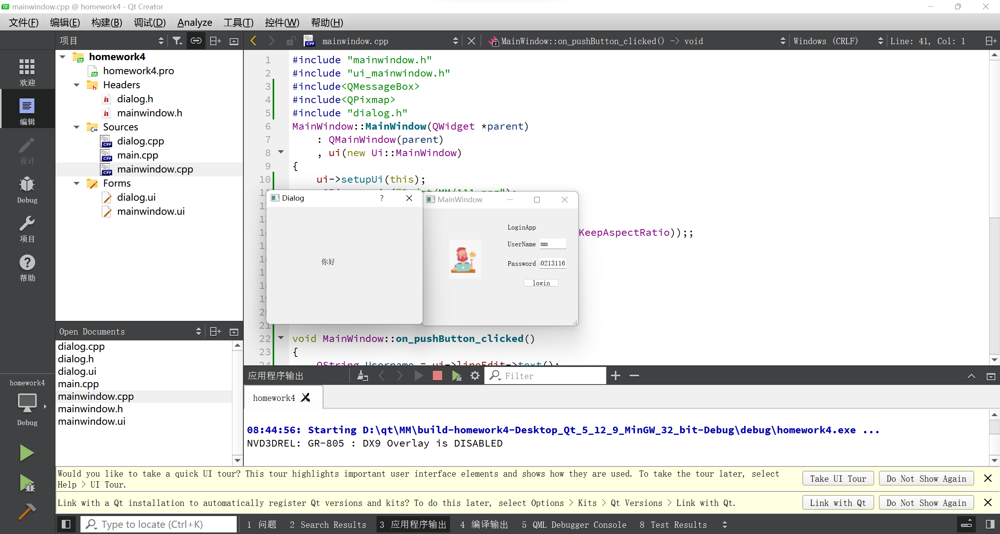 mainwindow.cpp @ homework4 - Qt Creator
文件(F) 编辑(E) 构建(B) 调试(D) Analyze 工具(T) 控件(W) 帮助(H)
项目
mainwindow.cpp
MainWindow::on_pushButton_clicked() -> void
Windows (CRLF)
Line: 41, Col: 1
欢迎
编辑
设计
Debug
项目
帮助
homework4
Debug
homework4
homework4.pro
Headers
dialog.h
mainwindow.h
Sources
dialog.cpp
main.cpp
mainwindow.cpp
Forms
dialog.ui
mainwindow.ui
Open Documents
dialog.cpp
dialog.h
dialog.ui
main.cpp
mainwindow.cpp
mainwindow.h
mainwindow.ui
1 #include "mainwindow.h"
2 #include "ui_mainwindow.h"
3 #include<QMessageBox>
4 #include<QPixmap>
5 #include "dialog.h"
6 MainWindow::MainWindow(QWidget *parent)
7 : QMainWindow(parent)
8 , ui(new Ui::MainWindow)
9 {
10 ui->setupUi(this);
KeepAspectRatio));;
21
22 void MainWindow::on_pushButton_clicked()
23 {
24 QString Username = ui->lineEdit->text();
Dialog ?
你好
MainWindow
LoginApp
UserName mm
Password 0213116
login
应用程序输出
Filter
homework4
08:44:56: Starting D:\qt\MM\build-homework4-Desktop_Qt_5_12_9_MinGW_32_bit-Debug\debug\homework4.exe ...
NVD3DREL: GR-805 : DX9 Overlay is DISABLED
Would you like to take a quick UI tour? This tour highlights important user interface elements and shows how they are used. To take the tour later, select
Help > UI Tour.
Take UI Tour
Do Not Show Again
Link with a Qt installation to automatically register Qt versions and kits? To do this later, select Options > Kits > Qt Versions > Link with Qt.
Link with Qt
Do Not Show Again
Type to locate (Ctrl+K)
1 问题 2 Search Results 3 应用程序输出 4 编译输出 5 QML Debugger Console 8 Test Results